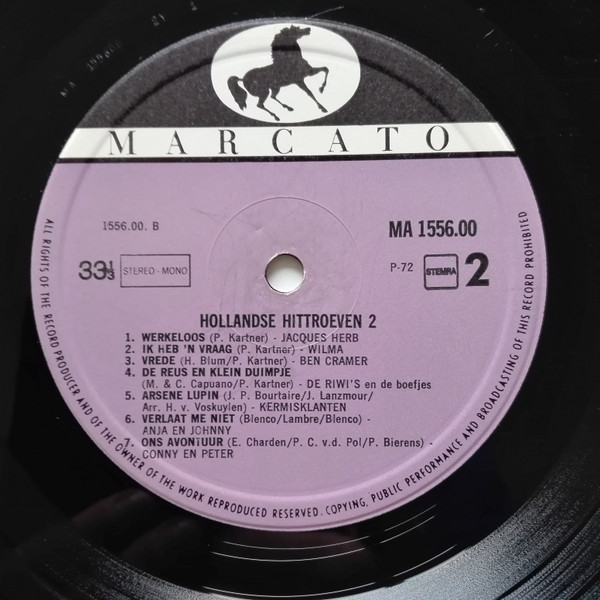 MARCATO
1556.00. B
MA 1556.00
33⅓
STEREO-MONO
P-72
STEMRA
2
HOLLANDSE HITTROEVEN 2
1. WERKELOOS (P. Kartner) - JACQUES HERB
2. IK HEB 'N VRAAG (P. Kartner) - WILMA
3. VREDE (H. Blum/P. Kartner) - BEN CRAMER
4. DE REUS EN KLEIN DUIMPJE
(M. & C. Capuano/P. Kartner) - DE RIWI'S en de boefjes
5. ARSENE LUPIN (J. P. Bourtaire/J. Lanzmour/
Arr. H. v. Voskuylen) - KERMISKLANTEN
6. VERLAAT ME NIET (Blenco/Lambre/Blenco) -
ANJA EN JOHNNY
7. ONS AVONTUUR (E. Charden/P. C. v.d. Pol/P. Bierens) -
CONNY EN PETER
ALL RIGHTS OF THE RECORD PRODUCER AND OF THE OWNER OF THE WORK REPRODUCED RESERVED. COPYING, PUBLIC PERFORMANCE AND BROADCASTING OF THIS RECORD PROHIBITED